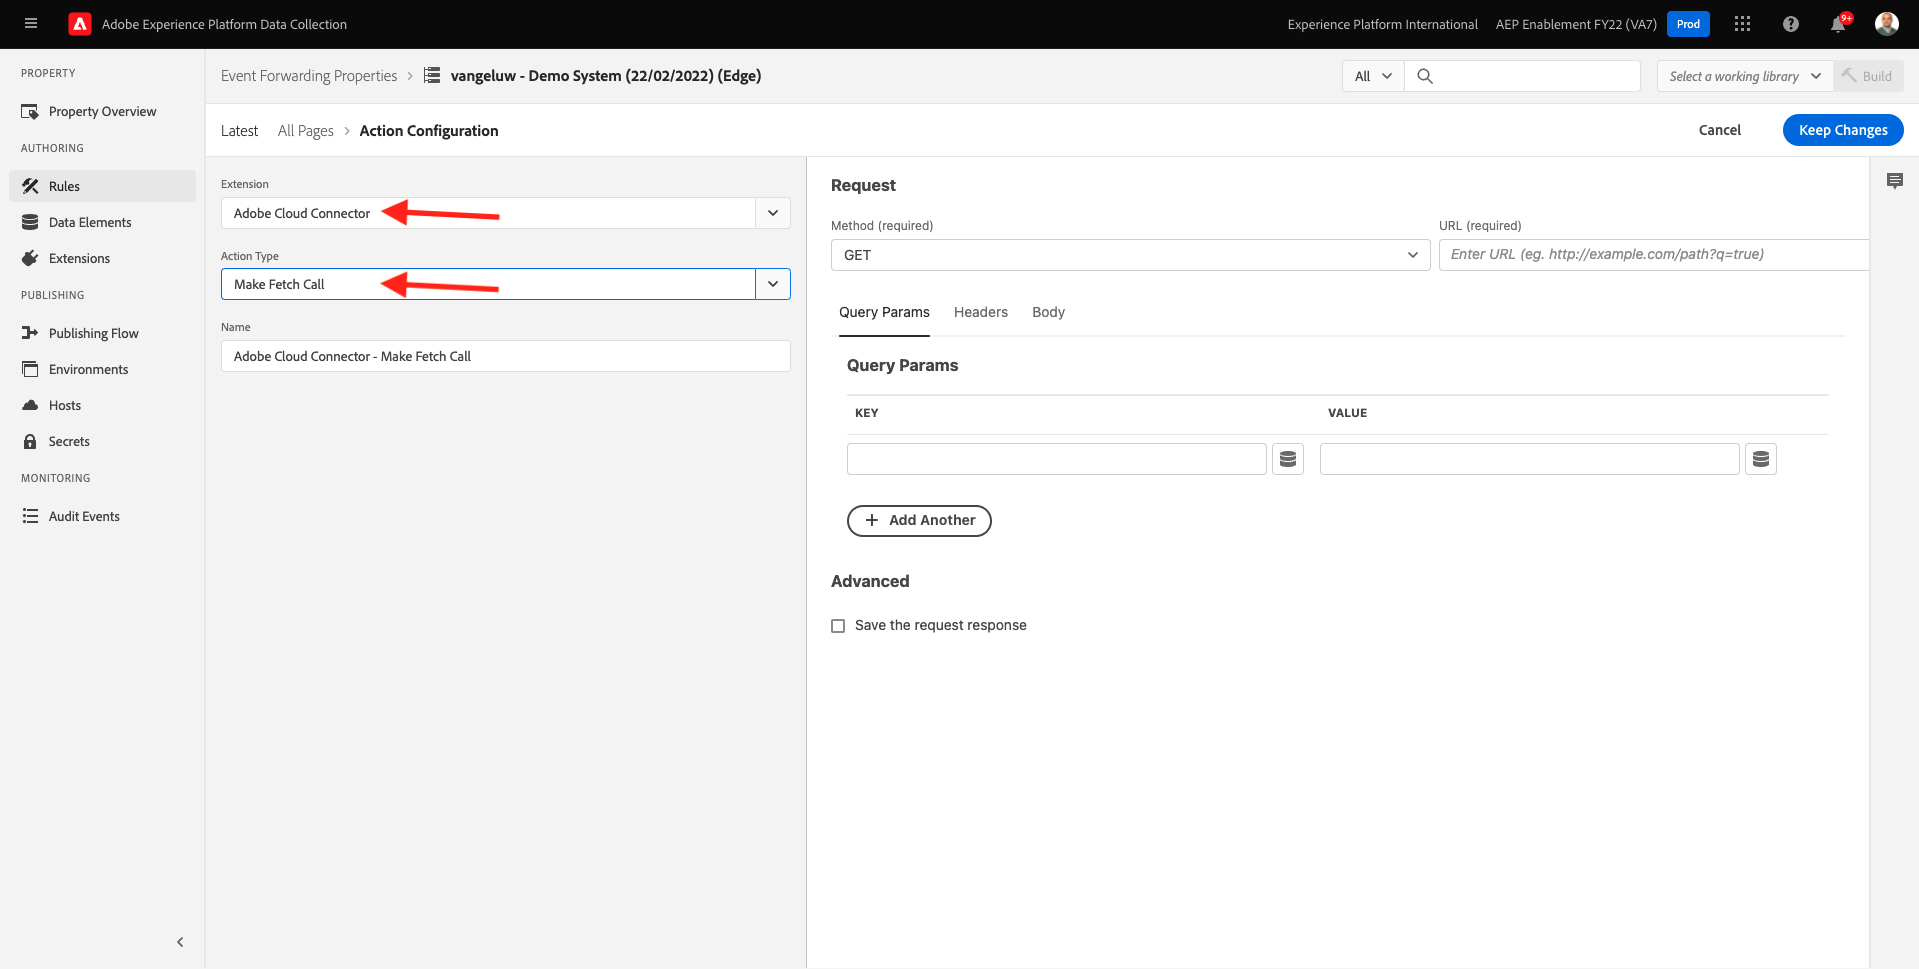 Adobe Experience Platform Data Collection
Experience Platform International
AEP Enablement FY22 (VA7)
Prod
9+
PROPERTY
Property Overview
AUTHORING
Rules
Data Elements
Extensions
PUBLISHING
Publishing Flow
Environments
Hosts
Secrets
MONITORING
Audit Events
Event Forwarding Properties
vangeluw - Demo System (22/02/2022) (Edge)
All
Select a working library
Build
Latest
All Pages
Action Configuration
Cancel
Keep Changes
Extension
Adobe Cloud Connector
Action Type
Make Fetch Call
Name
Adobe Cloud Connector - Make Fetch Call
Request
Method (required)
URL (required)
GET
Enter URL (eg. http://example.com/path?q=true)
Query Params
Headers
Body
Query Params
KEY
VALUE
Add Another
Advanced
Save the request response